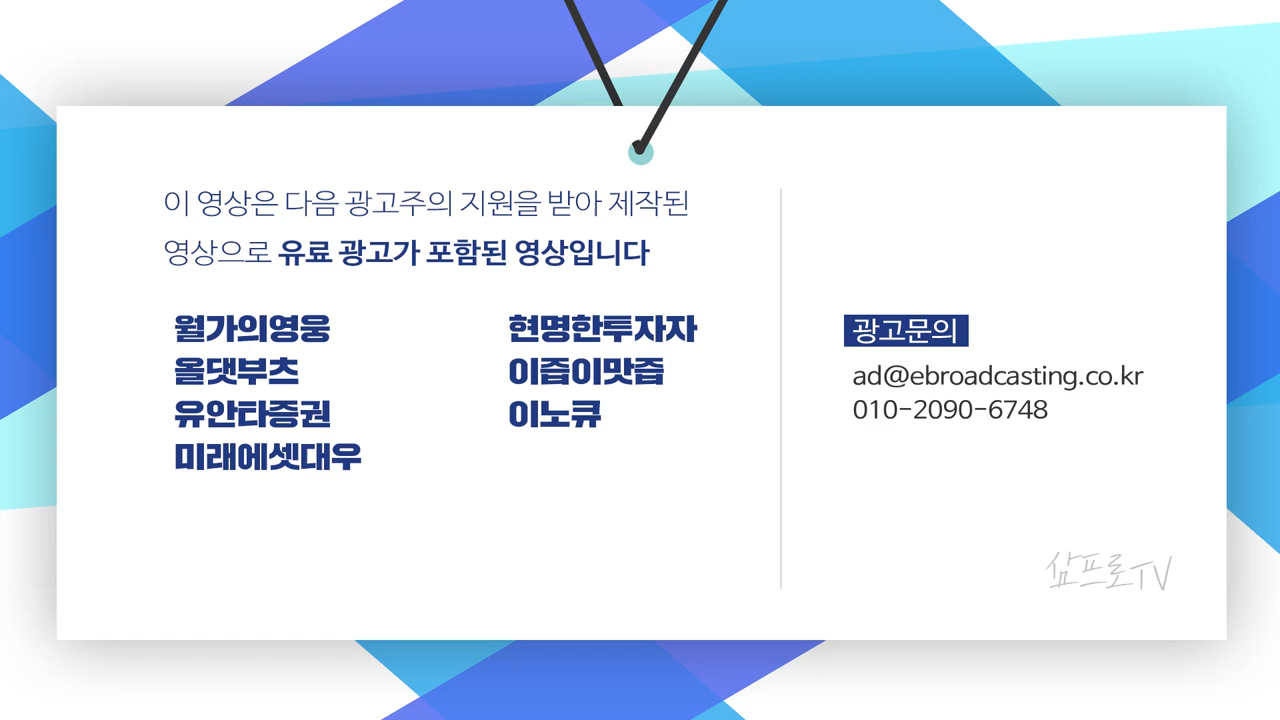 이 영상은 다음 광고주의 지원을 받아 제작된
영상으로 유료 광고가 포함된 영상입니다
월가의영웅
올댓부츠
유안타증권
미래에셋대우
현명한투자자
이즙이맛즙
이노큐
광고문의
ad@ebroadcasting.co.kr
010-2090-6748
삼프로TV